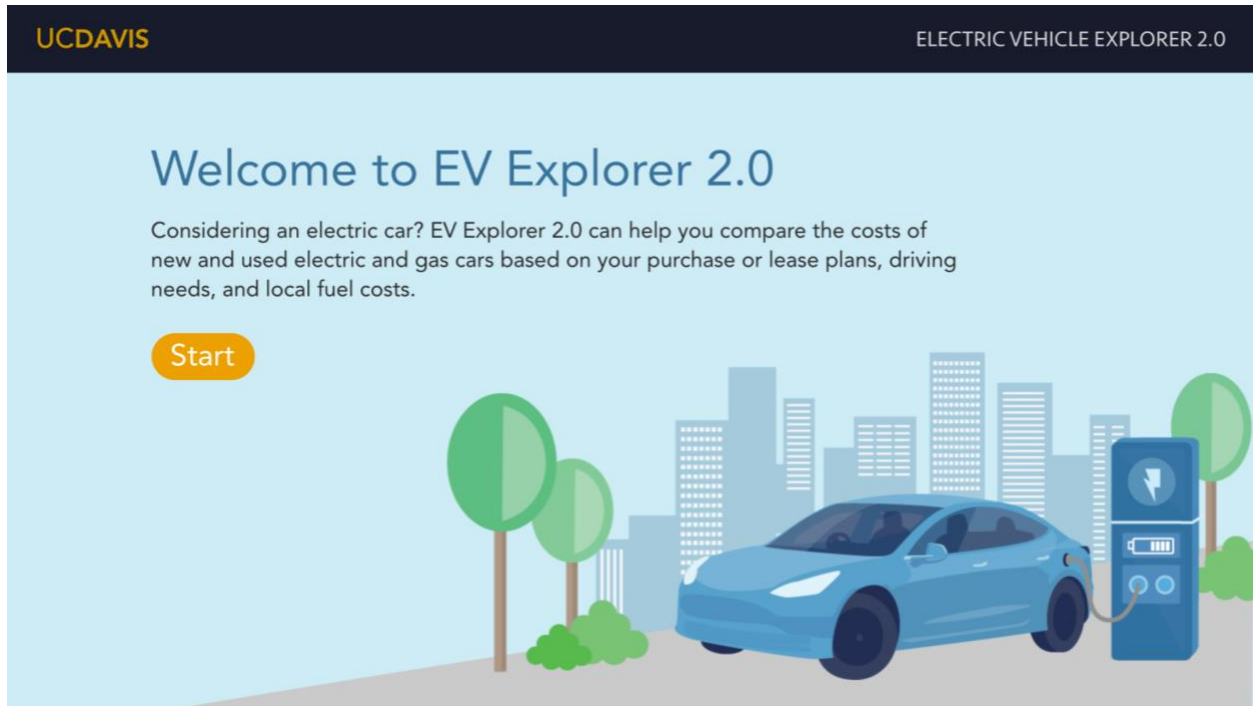 UCDAVIS
ELECTRIC VEHICLE EXPLORER 2.0
Welcome to EV Explorer 2.0
Considering an electric car? EV Explorer 2.0 can help you compare the costs of
new and used electric and gas cars based on your purchase or lease plans, driving
needs, and local fuel costs.
Start